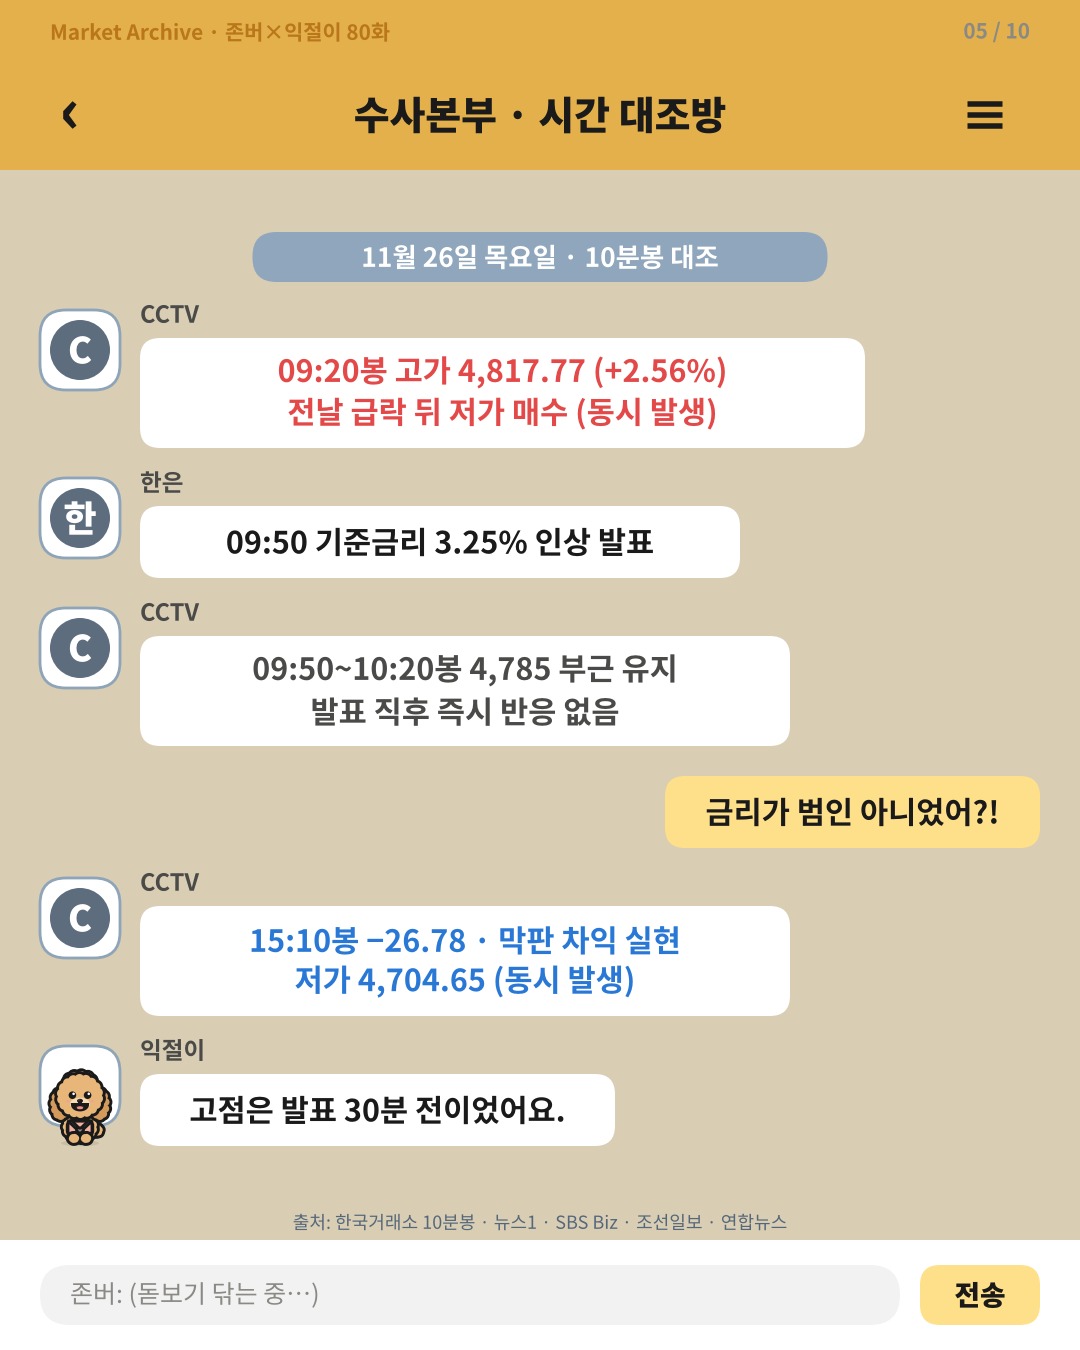 Market Archive · 존버×익절이 80화
05 / 10
수사본부 · 시간 대조방
11월 26일 목요일 · 10분봉 대조
CCTV
C
09:20봉 고가 4,817.77 (+2.56%)
전날 급락 뒤 저가 매수 (동시 발생)
한은
한
09:50 기준금리 3.25% 인상 발표
CCTV
C
09:50~10:20봉 4,785 부근 유지
발표 직후 즉시 반응 없음
금리가 범인 아니었어?!
CCTV
C
15:10봉 −26.78 · 막판 차익 실현
저가 4,704.65 (동시 발생)
익절이
고점은 발표 30분 전이었어요.
출처: 한국거래소 10분봉 · 뉴스1 · SBS Biz · 조선일보 · 연합뉴스
존버: (돋보기 닦는 중…)
전송